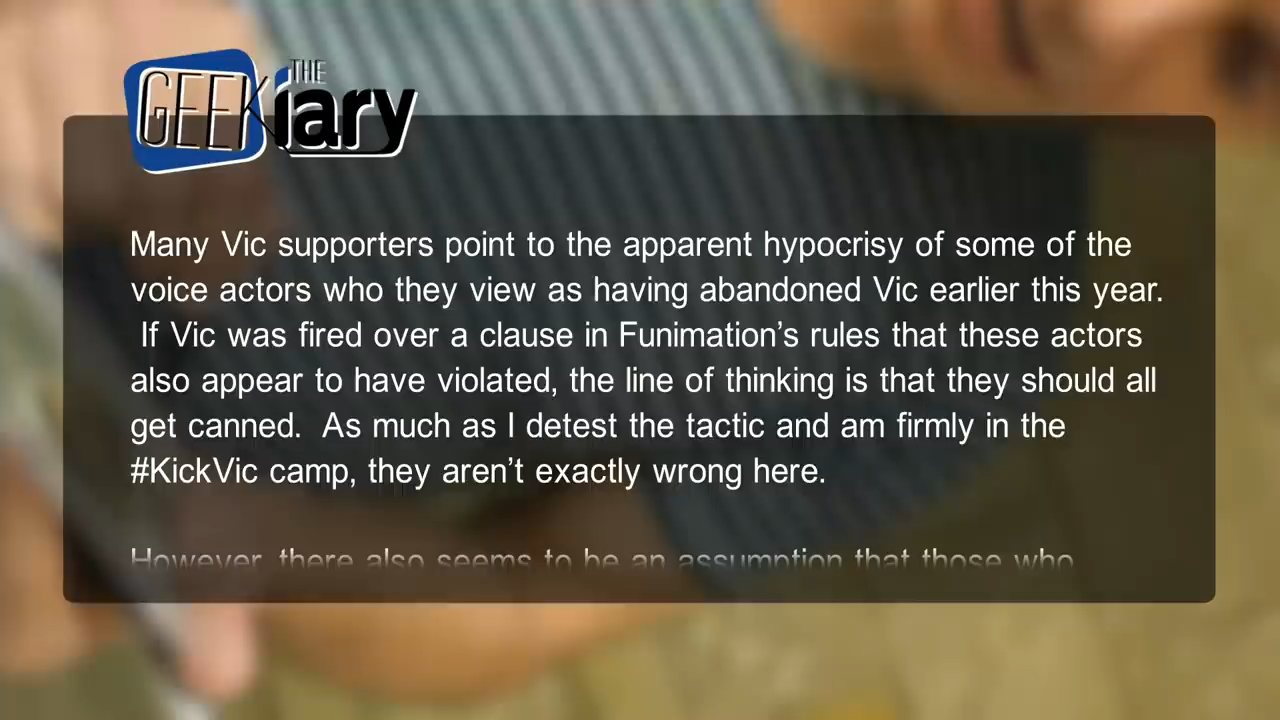 THE
GEEKiary
Many Vic supporters point to the apparent hypocrisy of some of the
voice actors who they view as having abandoned Vic earlier this year.
If Vic was fired over a clause in Funimation’s rules that these actors
also appear to have violated, the line of thinking is that they should all
get canned.  As much as I detest the tactic and am firmly in the
#KickVic camp, they aren’t exactly wrong here.
However, there also seems to be an assumption that those who